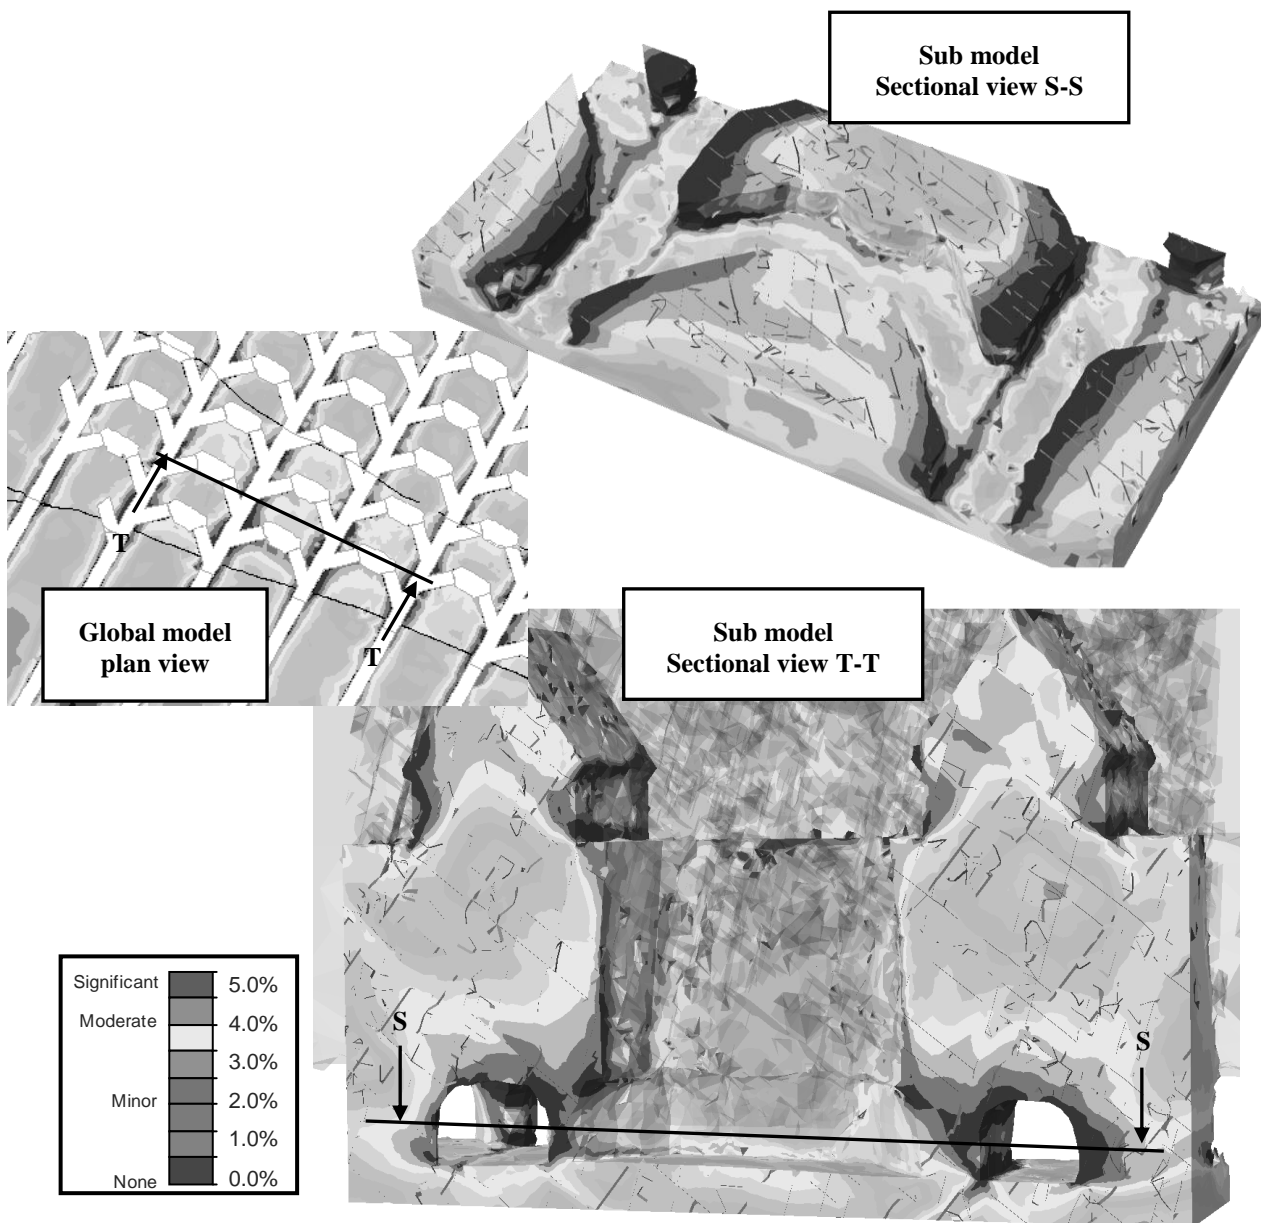 Sub model
Sectional view S-S
T
T
Global model
plan view
Sub model
Sectional view T-T
S
S
Significant 5.0%
Moderate 4.0%
3.0%
Minor 2.0%
1.0%
None 0.0%